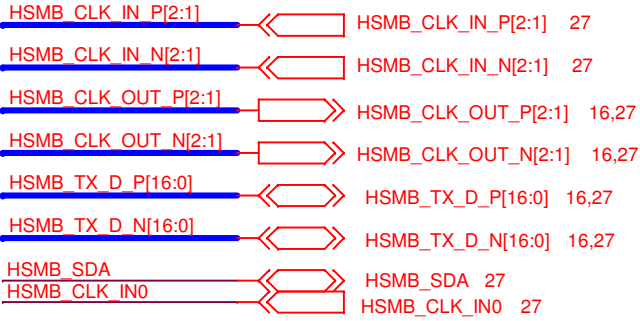 HSMB_CLK_IN_P[2:1] HSMB_CLK_IN_P[2:1] 27
HSMB_CLK_IN_N[2:1] HSMB_CLK_IN_N[2:1] 27
HSMB_CLK_OUT_P[2:1] HSMB_CLK_OUT_P[2:1] 16,27
HSMB_CLK_OUT_N[2:1] HSMB_CLK_OUT_N[2:1] 16,27
HSMB_TX_D_P[16:0] HSMB_TX_D_P[16:0] 16,27
HSMB_TX_D_N[16:0] HSMB_TX_D_N[16:0] 16,27
HSMB_SDA HSMB_SDA 27
HSMB_CLK_IN0 HSMB_CLK_IN0 27